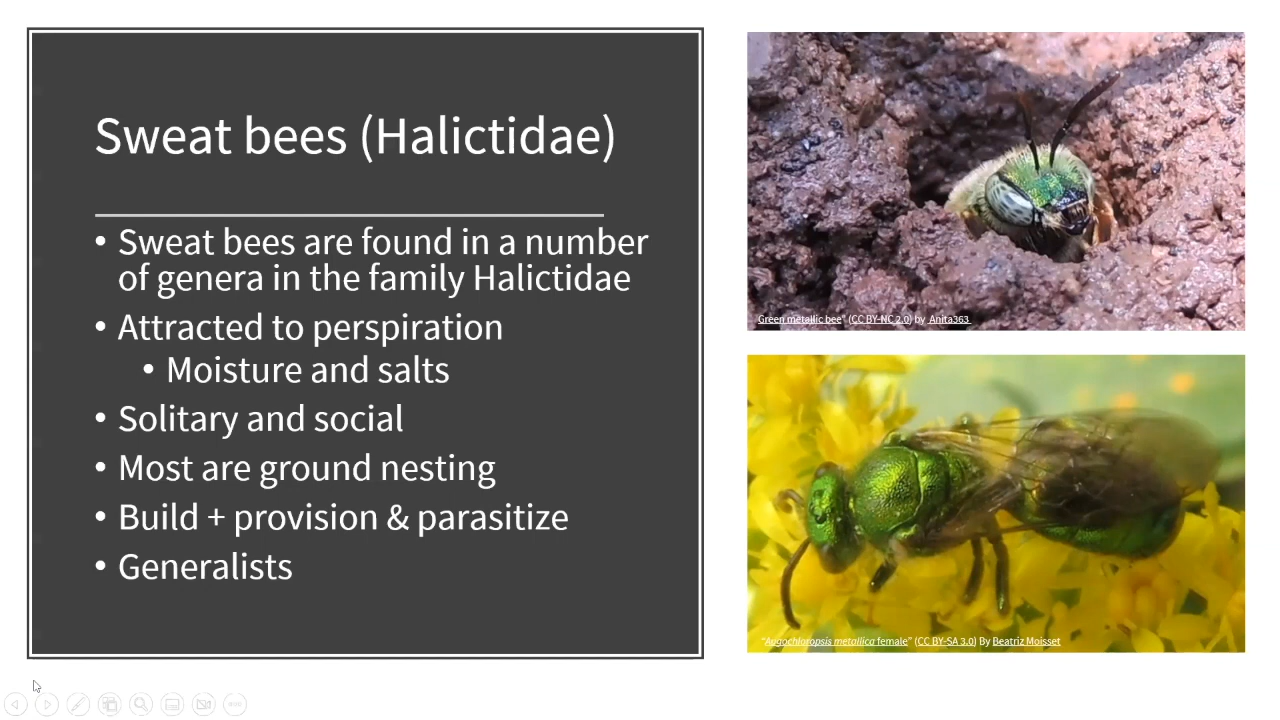 Sweat bees (Halictidae)
• Sweat bees are found in a number
of genera in the family Halictidae
• Attracted to perspiration
• Moisture and salts
• Solitary and social
• Most are ground nesting
• Build + provision & parasitize
• Generalists
Green metallic bee" (CC BY-NC 2.0) by Anita363
"Augochloropsis metallica female" (CC BY-SA 3.0) By Beatriz Moisset